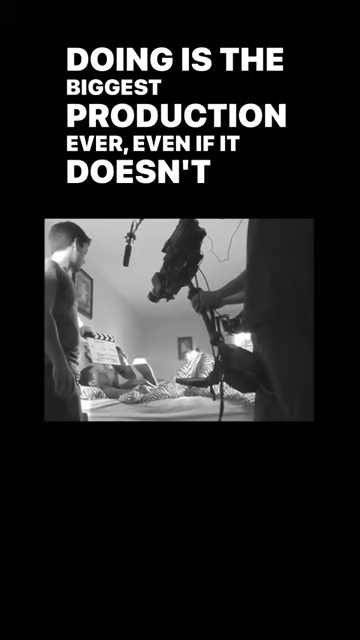 DOING IS THE
BIGGEST
PRODUCTION
EVER, EVEN IF IT
DOESN'T